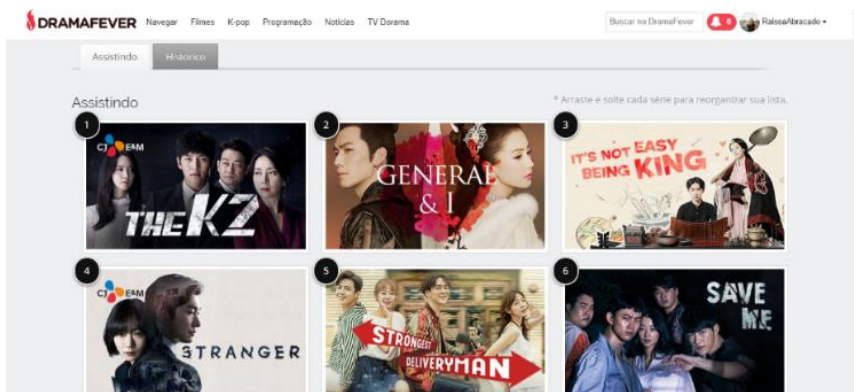 DRAMAFEVER Navegar Filmes K-pop Programação Notícias TV Dorama Buscar no DramaFever 0 RaissaAbracado
Assistindo Histórico
Assistindo * Arraste e solte cada série para reorganizar sua lista.
1 2 3
CJ E&M
THE K2
GENERAL
& I
IT'S NOT EASY
BEING KING
4 5 6
CJ E&M
STRANGER
STRONGEST
DELIVERYMAN
SAVE
ME